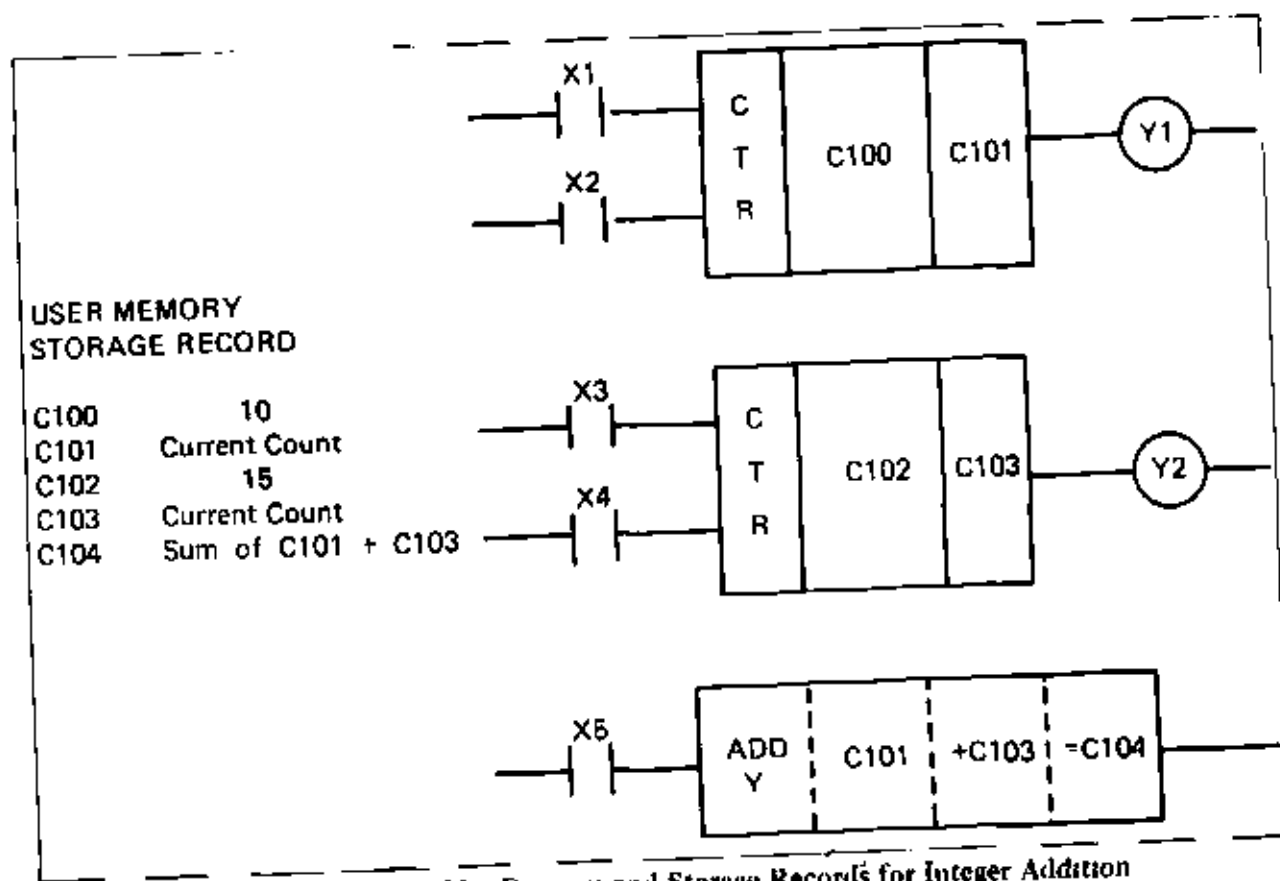 X1
C
T
R
C100
C101
Y1
X2
USER MEMORY
STORAGE RECORD
C100 10
C101 Current Count
C102 15
C103 Current Count
C104 Sum of C101 + C103
X3
C
T
R
C102
C103
Y2
X4
X5
ADD
Y
C101
+C103
=C104
and Storage Records for Integer Addition